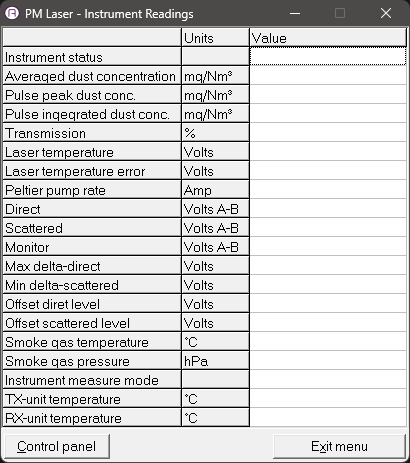 PM Laser - Instrument Readings
Units Value
Instrument status
Averaged dust concentration mg/Nm³
Pulse peak dust conc. mg/Nm³
Pulse ingegrated dust conc. mg/Nm³
Transmission %
Laser temperature Volts
Laser temperature error Volts
Peltier pump rate Amp
Direct Volts A-B
Scattered Volts A-B
Monitor Volts A-B
Max delta-direct Volts
Min delta-scattered Volts
Offset diret level Volts
Offset scattered level Volts
Smoke gas temperature °C
Smoke gas pressure hPa
Instrument measure mode
TX-unit temperature °C
RX-unit temperature °C
Control panel Exit menu